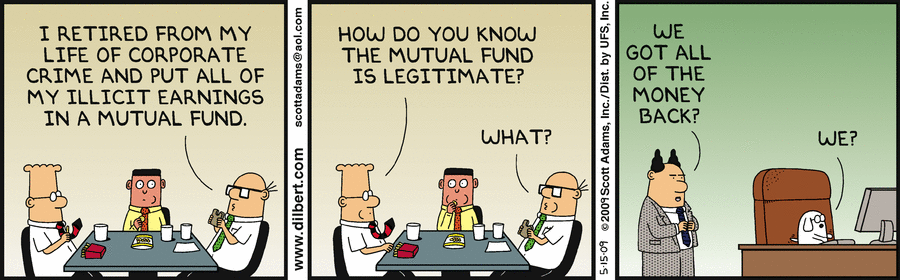 I RETIRED FROM MY
LIFE OF CORPORATE
CRIME AND PUT ALL OF
MY ILLICIT EARNINGS
IN A MUTUAL FUND.
www.dilbert.com
scottadams@aol.com
HOW DO YOU KNOW
THE MUTUAL FUND
IS LEGITIMATE?
WHAT?
5-15-09 © 2009 Scott Adams, Inc./Dist. by UFS, Inc.
WE
GOT ALL
OF THE
MONEY
BACK?
WE?